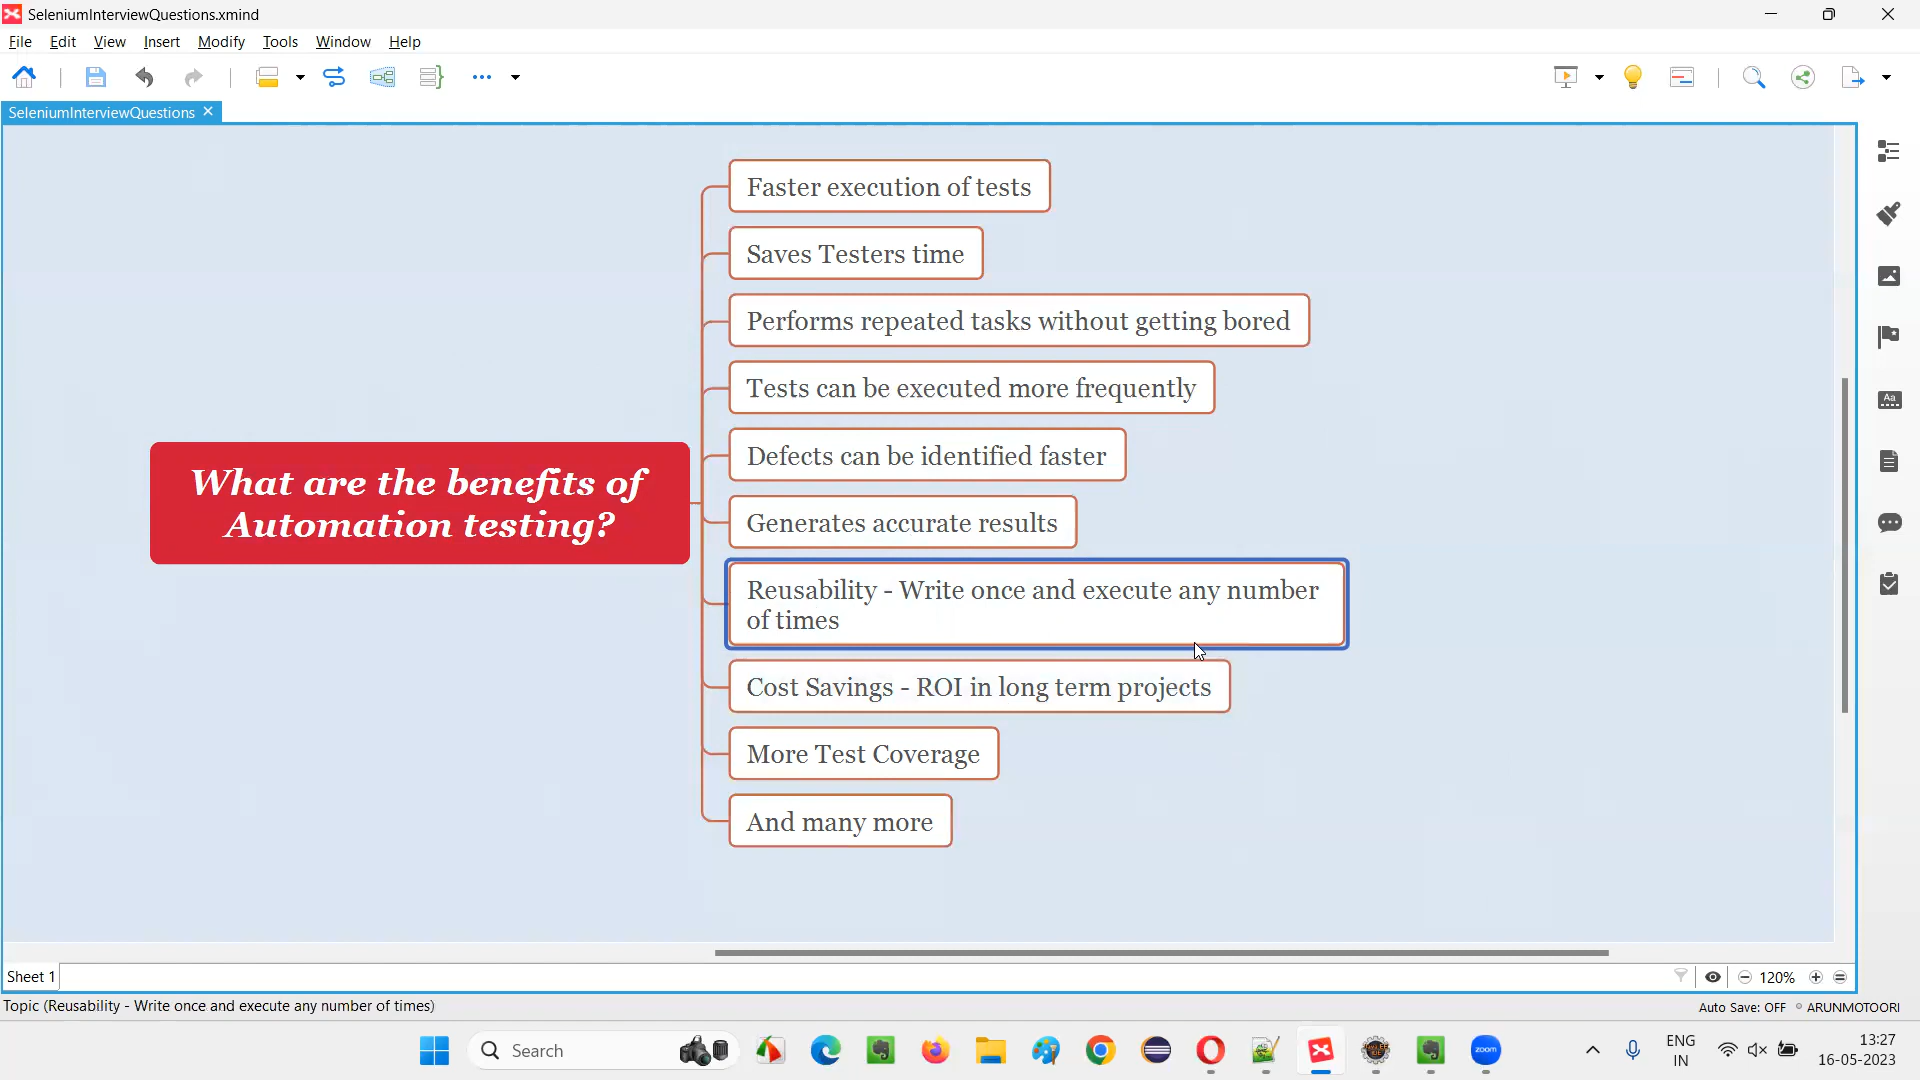 SeleniumInterviewQuestions.xmind
File Edit View Insert Modify Tools Window Help
SeleniumInterviewQuestions
Faster execution of tests
Saves Testers time
Performs repeated tasks without getting bored
Tests can be executed more frequently
Defects can be identified faster
What are the benefits of
Automation testing?
Generates accurate results
Reusability - Write once and execute any number
of times
Cost Savings - ROI in long term projects
More Test Coverage
And many more
Aa
Sheet 1
120%
Topic (Reusability - Write once and execute any number of times)
Auto Save: OFF
ARUNMOTOORI
Search
zoom
ENG
IN
13:27
16-05-2023